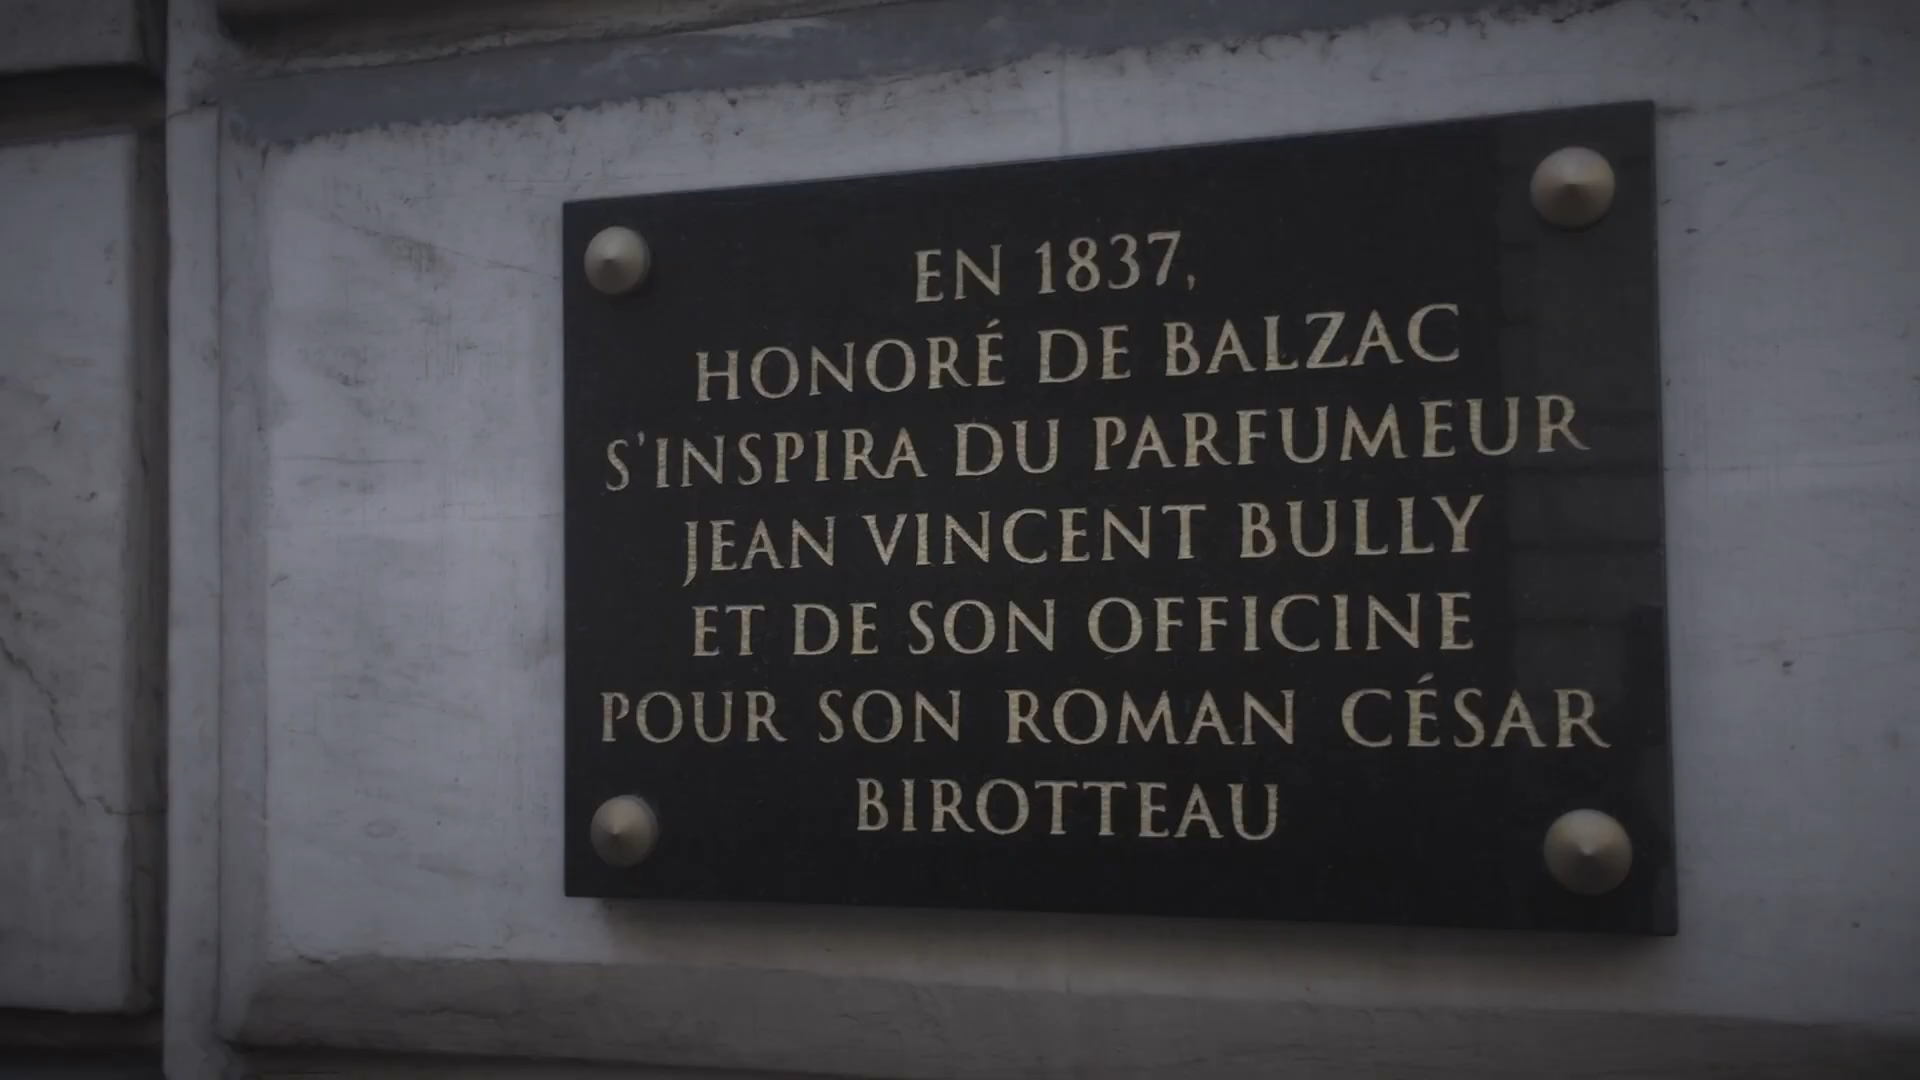 EN 1837,
HONORÉ DE BALZAC
S'INSPIRA DU PARFUMEUR
JEAN VINCENT BULLY
ET DE SON OFFICINE
POUR SON ROMAN CÉSAR
BIROTTEAU